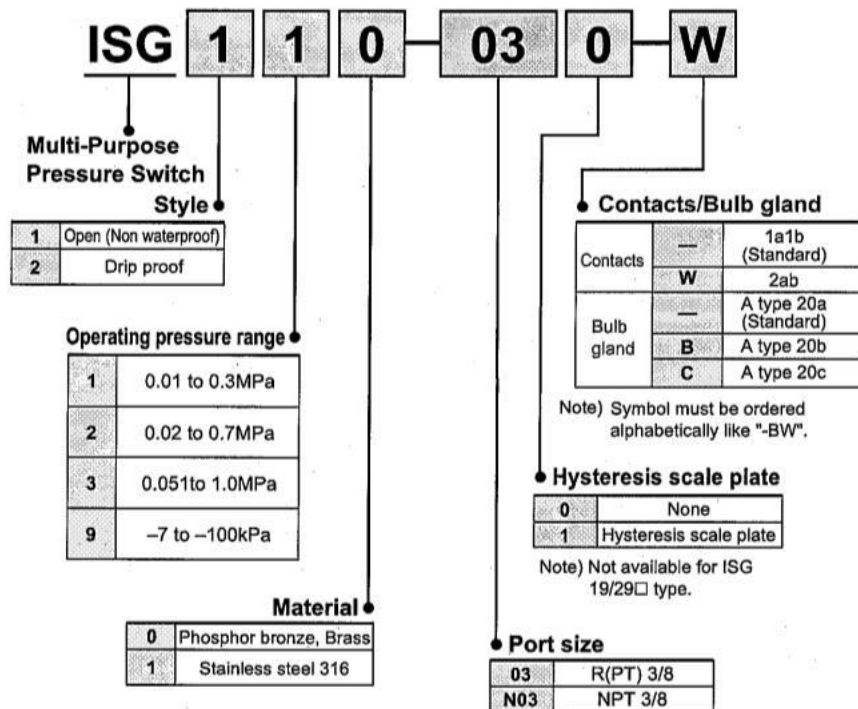 ISG 1 1 0 - 03 0 - W
Multi-Purpose
Pressure Switch
Style
1 Open (Non waterproof)
2 Drip proof
Operating pressure range
1 0.01 to 0.3MPa
2 0.02 to 0.7MPa
3 0.051to 1.0MPa
9 –7 to –100kPa
Material
0 Phosphor bronze, Brass
1 Stainless steel 316
Contacts/Bulb gland
Contacts — 1a1b
(Standard)
W 2ab
Bulb
gland — A type 20a
(Standard)
B A type 20b
C A type 20c
Note) Symbol must be ordered
alphabetically like "-BW".
Hysteresis scale plate
0 None
1 Hysteresis scale plate
Note) Not available for ISG
19/29□ type.
Port size
03 R(PT) 3/8
N03 NPT 3/8